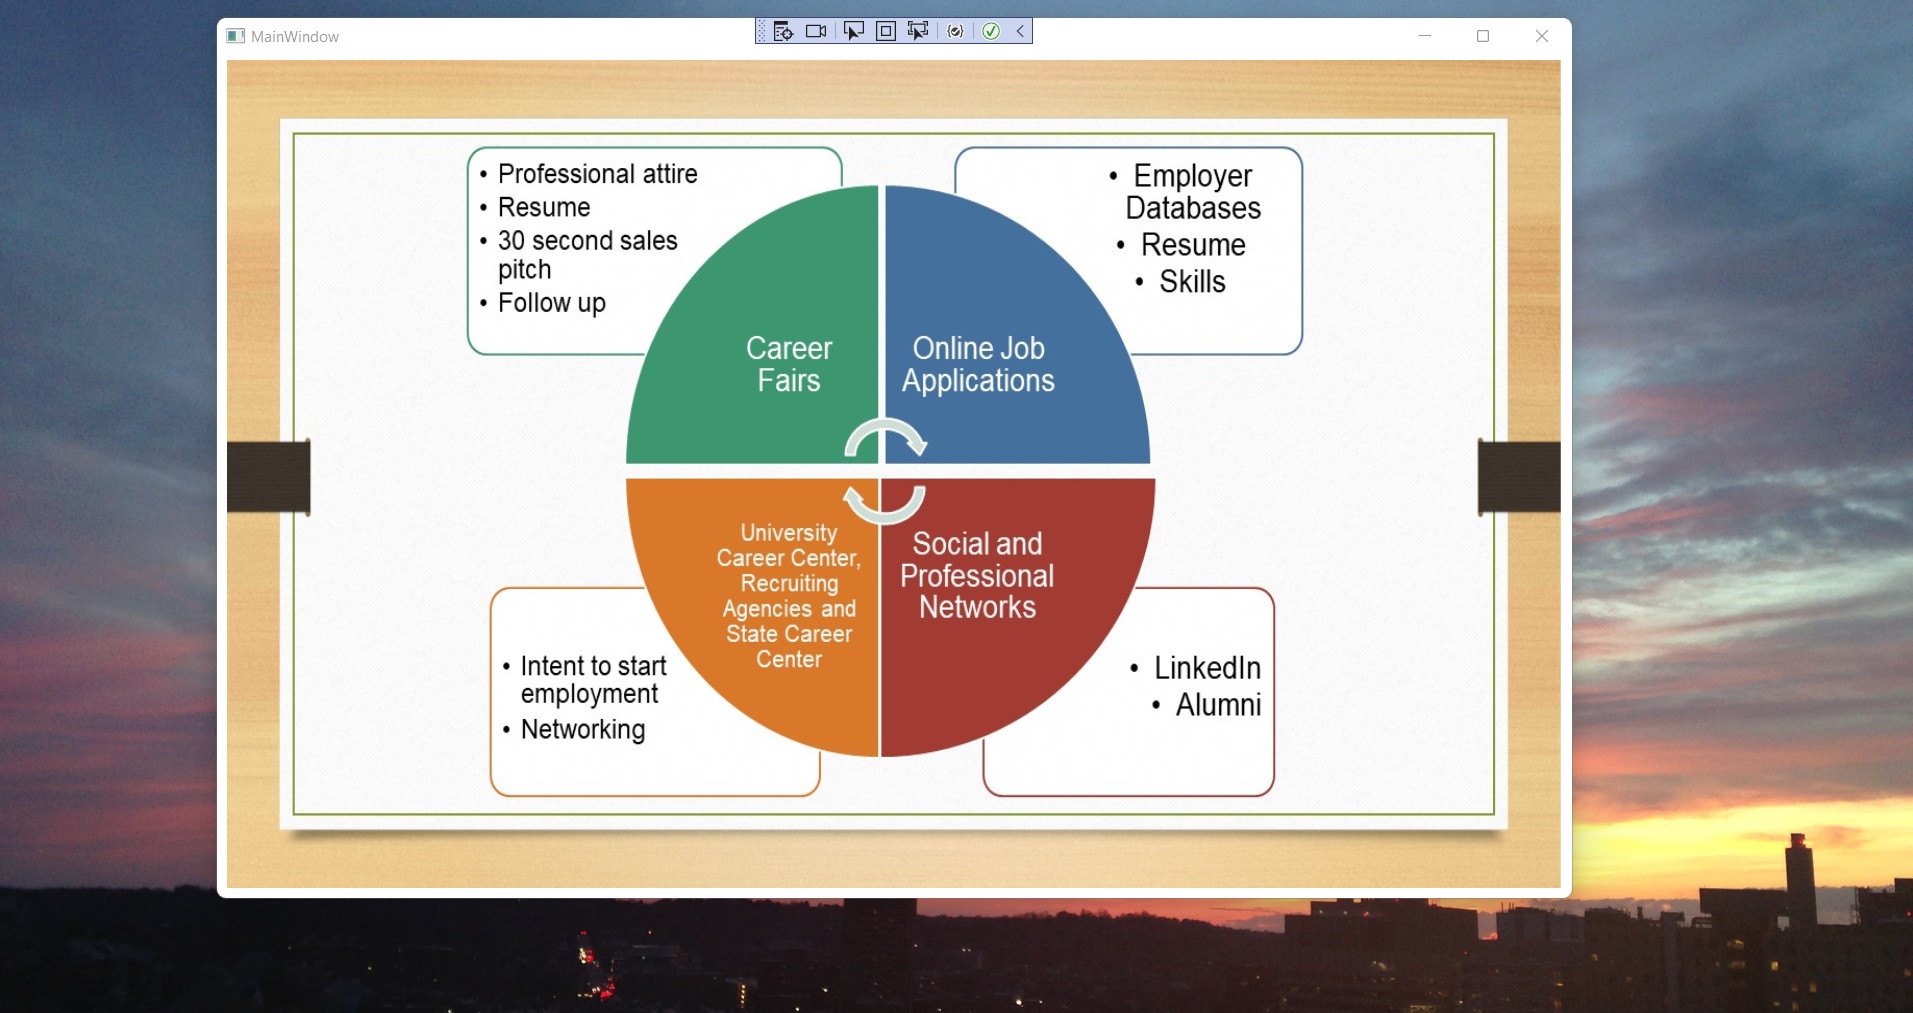 MainWindow
• Professional attire
• Resume
• 30 second sales
pitch
• Follow up
• Employer
Databases
• Resume
• Skills
Career
Fairs
Online Job
Applications
University
Career Center,
Recruiting
Agencies and
State Career
Center
Social and
Professional
Networks
• Intent to start
employment
• Networking
• LinkedIn
• Alumni